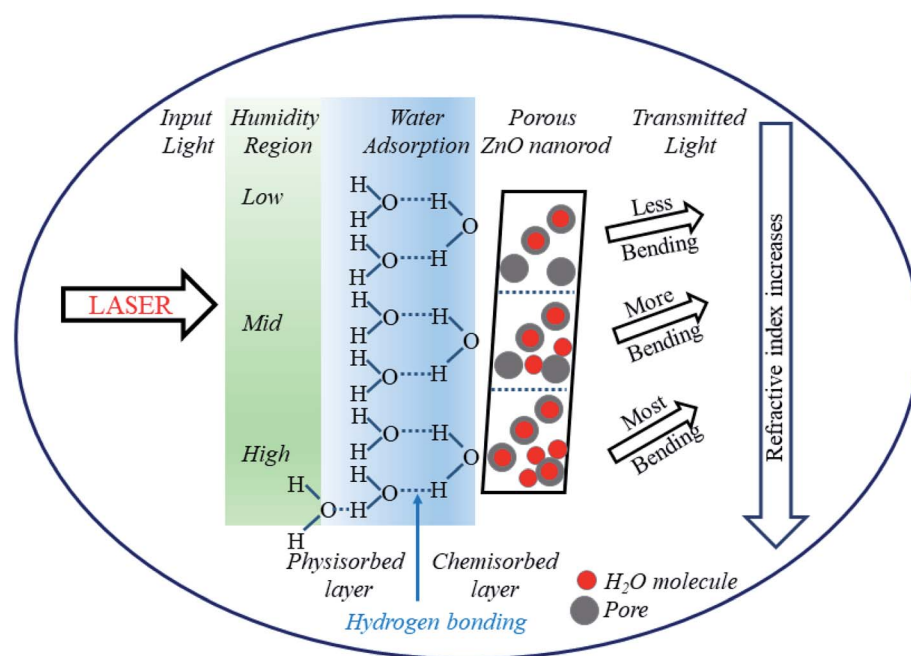 Input
Light
Humidity
Region
Water
Adsorption
Porous
ZnO nanorod
Transmitted
Light
Low
Mid
High
LASER
H
H
O
H
H
H
O
H
O
H
H
H
O
H
H
H
O
H
O
H
H
H
O
H
H
H
O
H
O
H
H
H
O
H
Less
Bending
More
Bending
Most
Bending
Refractive index increases
Physisorbed
layer
Chemisorbed
layer
Hydrogen bonding
H₂O molecule
Pore